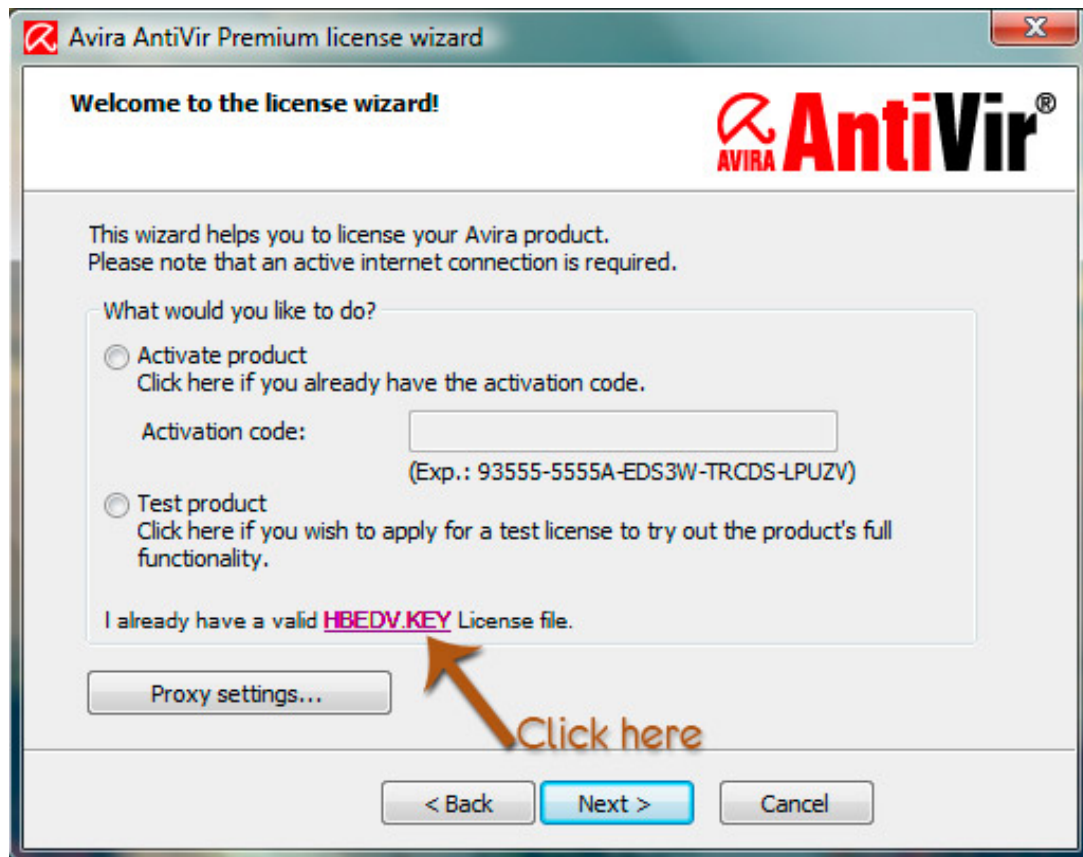 Avira AntiVir Premium license wizard
Welcome to the license wizard!
AVIRA AntiVir®
This wizard helps you to license your Avira product.
Please note that an active internet connection is required.
What would you like to do?
Activate product
Click here if you already have the activation code.
Activation code:
(Exp.: 93555-5555A-EDS3W-TRCDS-LPUZV)
Test product
Click here if you wish to apply for a test license to try out the product's full
functionality.
I already have a valid HBEDV.KEY License file.
Proxy settings...
Click here
< Back Next > Cancel